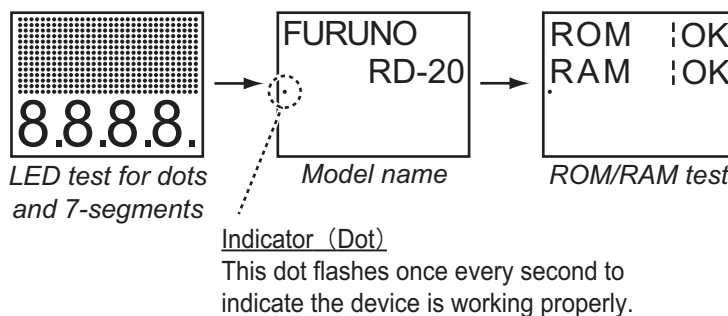 8.8.8.8.
LED test for dots
and 7-segments
FURUNO
RD-20
Model name
ROM ¦OK
RAM ¦OK
ROM/RAM test
Indicator（Dot）
This dot flashes once every second to
indicate the device is working properly.